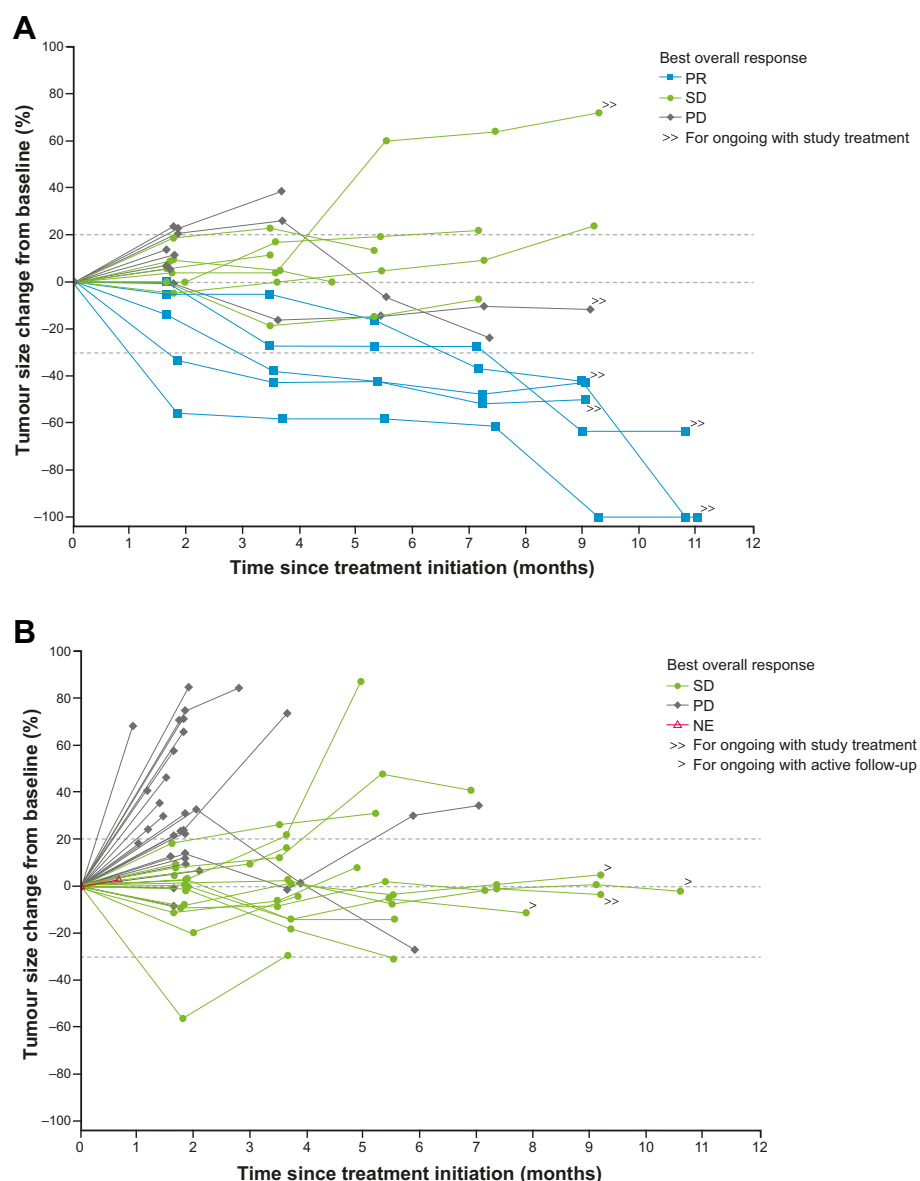 A
Tumour size change from baseline (%)
100
80
60
40
20
0
–20
–40
–60
–80
–100
0 1 2 3 4 5 6 7 8 9 10 11 12
Time since treatment initiation (months)
Best overall response
PR
SD
PD
>> For ongoing with study treatment
>>
>>
>>
>>
>>
>>
B
Tumour size change from baseline (%)
100
80
60
40
20
0
–20
–40
–60
–80
–100
0 1 2 3 4 5 6 7 8 9 10 11 12
Time since treatment initiation (months)
Best overall response
SD
PD
NE
>> For ongoing with study treatment
> For ongoing with active follow-up
>
>
>>
>